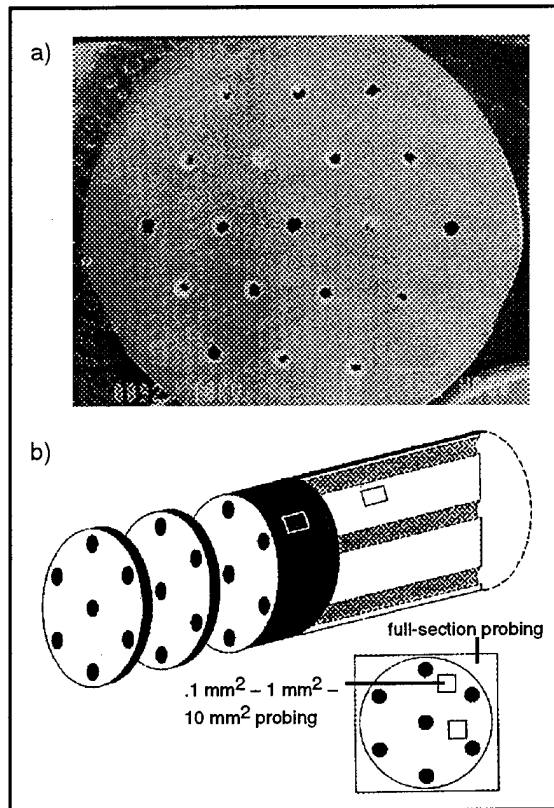 a)
b)
full-section probing
.1 mm² – 1 mm² –
10 mm² probing